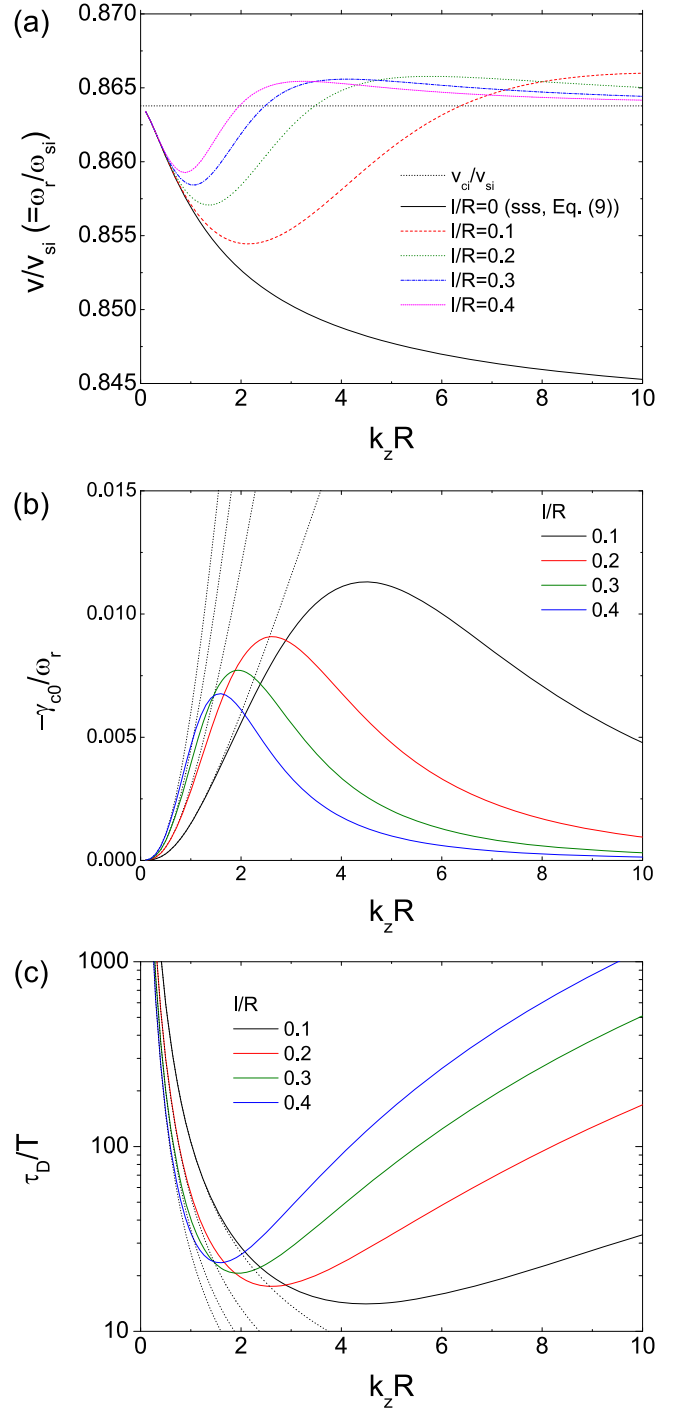 (a)
0.870
0.865
0.860
0.855
0.850
0.845
v/v_si (=ω_r/ω_si)
v_ci/v_si
l/R=0 (sss, Eq. (9))
l/R=0.1
l/R=0.2
l/R=0.3
l/R=0.4
0 2 4 6 8 10
k_zR
(b)
0.015
0.010
0.005
0.000
-γ_c0/ω_r
l/R
0.1
0.2
0.3
0.4
0 2 4 6 8 10
k_zR
(c)
1000
100
10
τ_D/T
l/R
0.1
0.2
0.3
0.4
0 2 4 6 8 10
k_zR